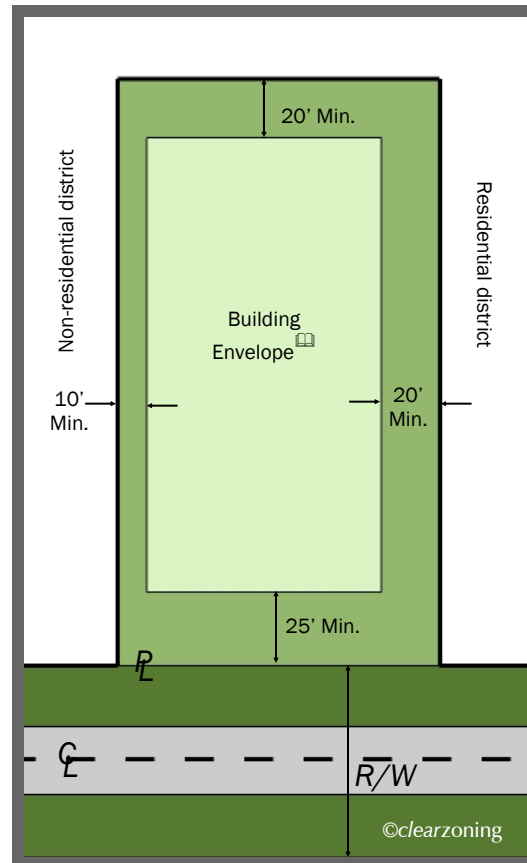 20’ Min.
Non-residential district
Residential district
Building
Envelope
10’
Min.
20’
Min.
25’ Min.
PL
CL
R/W
©clearzoning